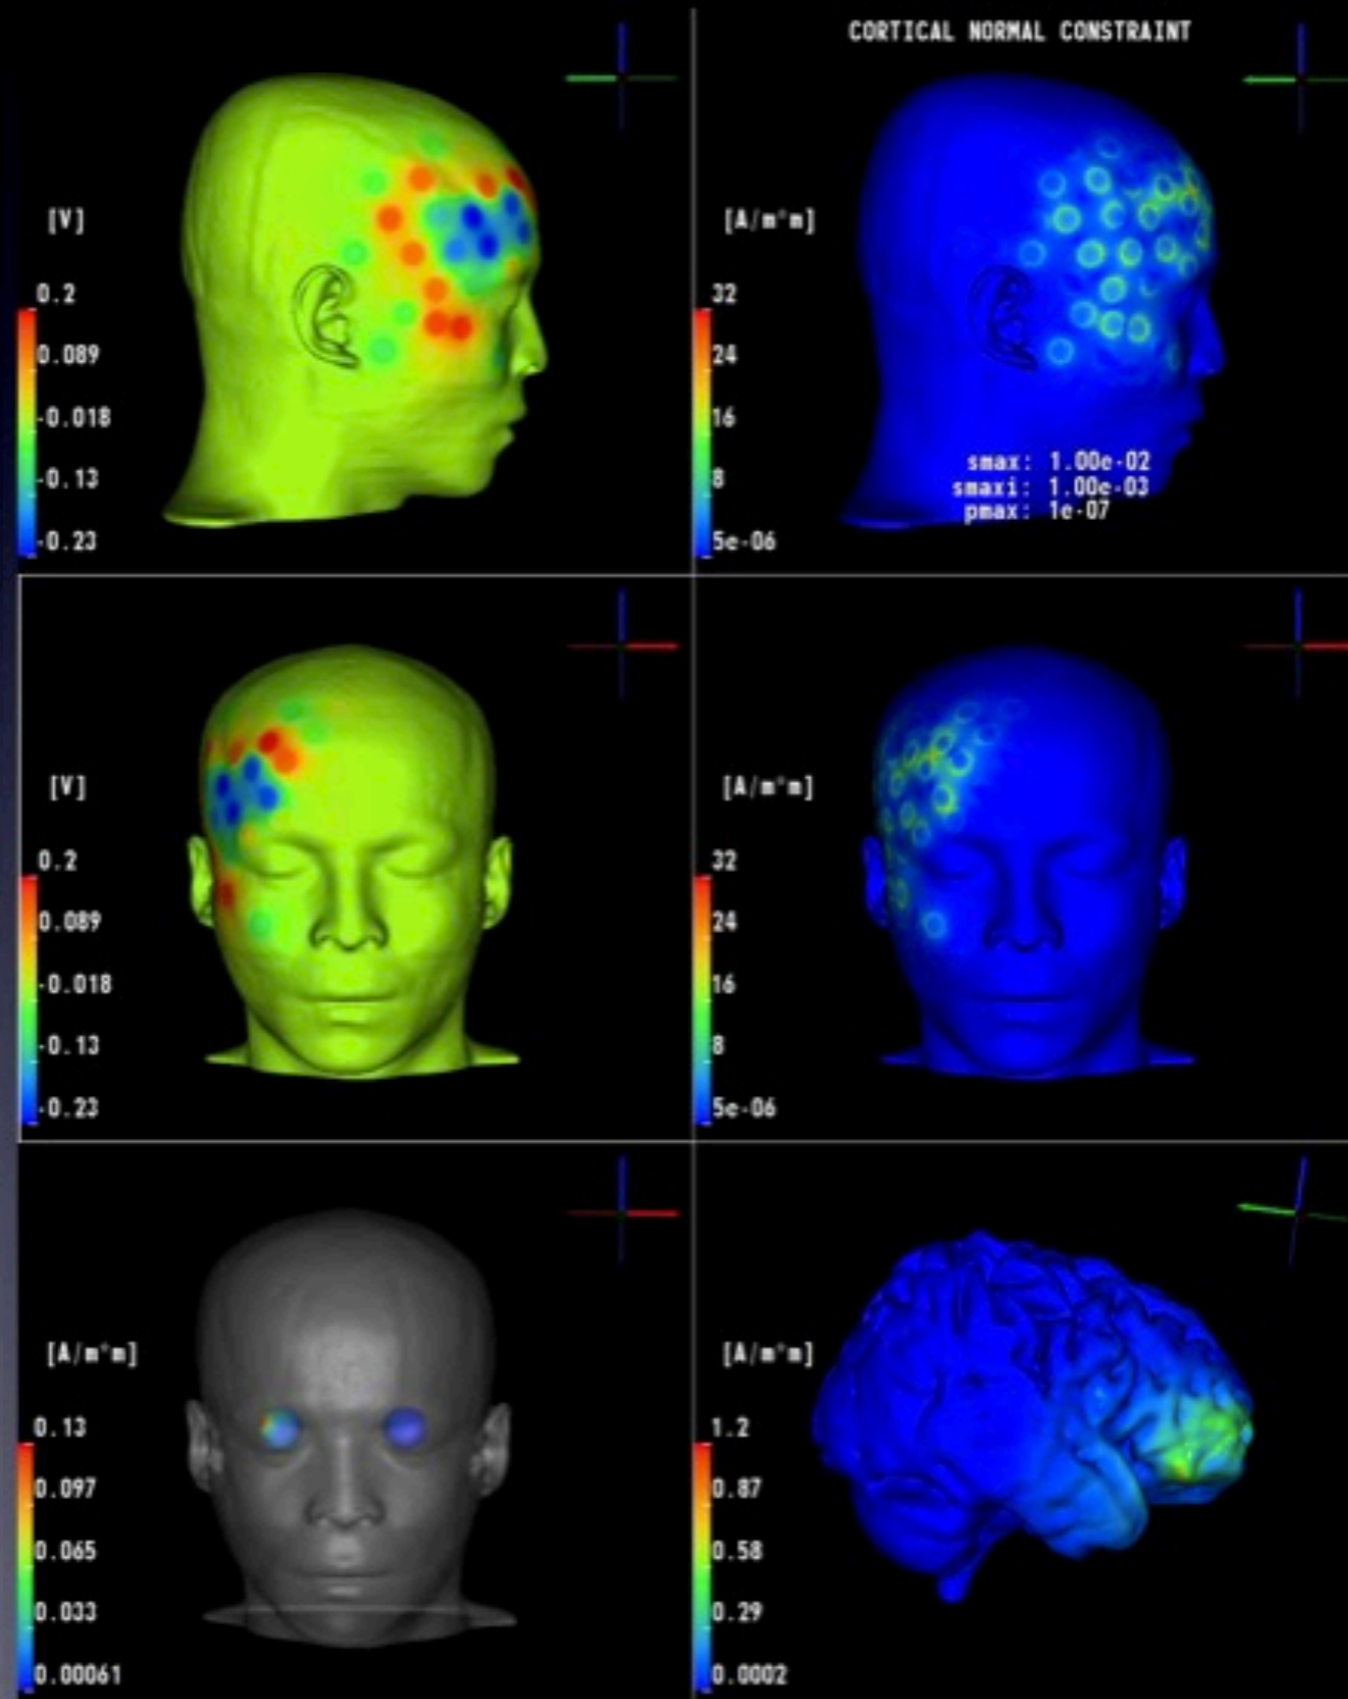 CORTICAL NORMAL CONSTRAINT
[V]
0.2
0.089
-0.018
-0.13
-0.23
[A/m*m]
32
24
16
8
5e-06
smax: 1.00e-02
smaxi: 1.00e-03
pmax: 1e-07
[V]
0.2
0.089
-0.018
-0.13
-0.23
[A/m*m]
32
24
16
8
5e-06
[A/m*m]
0.13
0.097
0.065
0.033
0.00061
[A/m*m]
1.2
0.87
0.58
0.29
0.0002